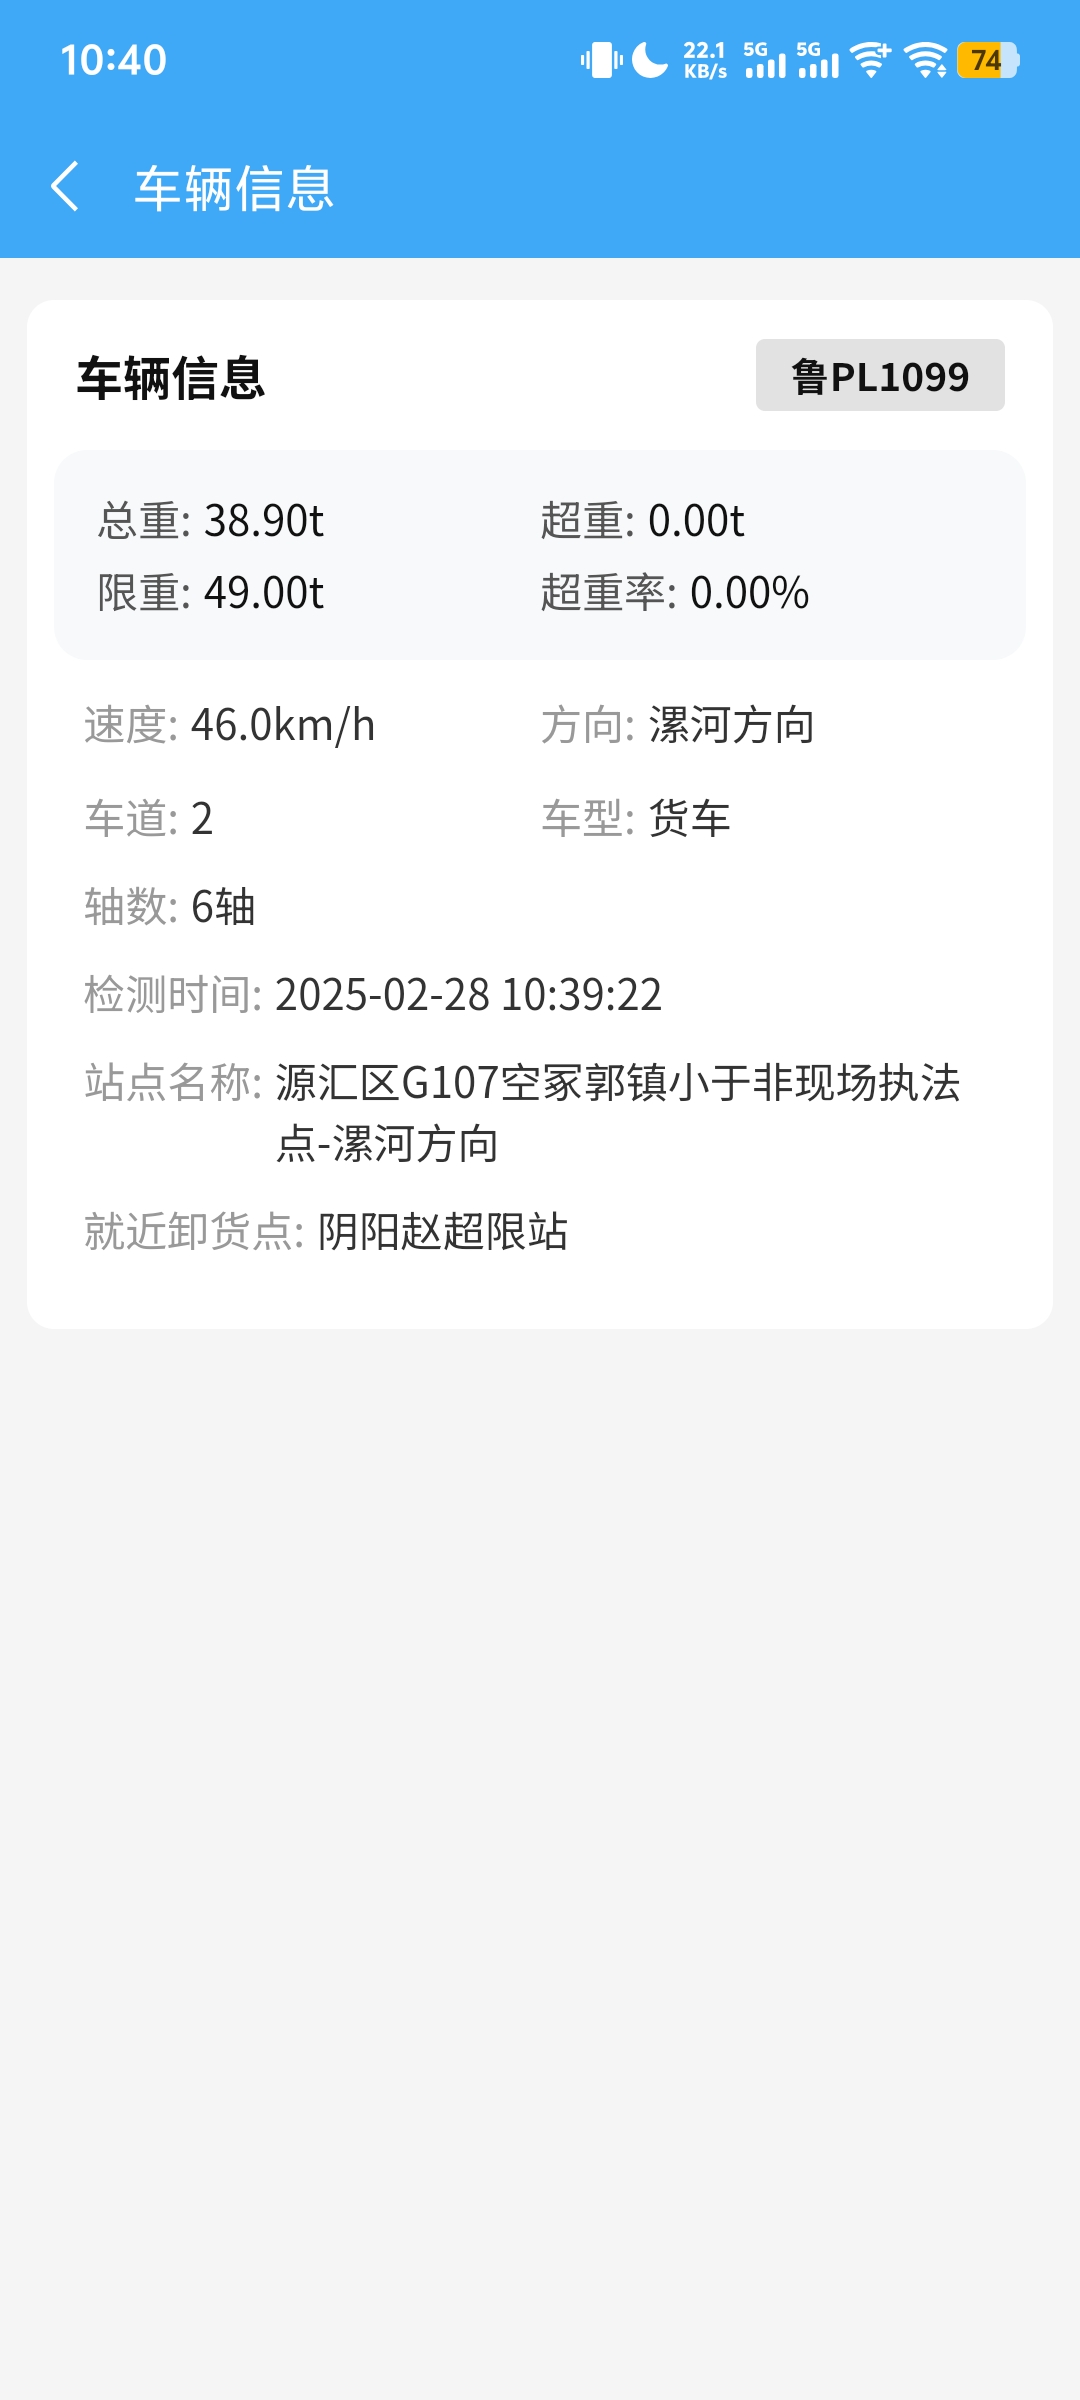 10:40
22.1 KB/s 5G 5G 74
车辆信息
车辆信息 鲁PL1099
总重: 38.90t 超重: 0.00t
限重: 49.00t 超重率: 0.00%
速度: 46.0km/h 方向: 漯河方向
车道: 2 车型: 货车
轴数: 6轴
检测时间: 2025-02-28 10:39:22
站点名称: 源汇区G107空冢郭镇小于非现场执法
点-漯河方向
就近卸货点: 阴阳赵超限站